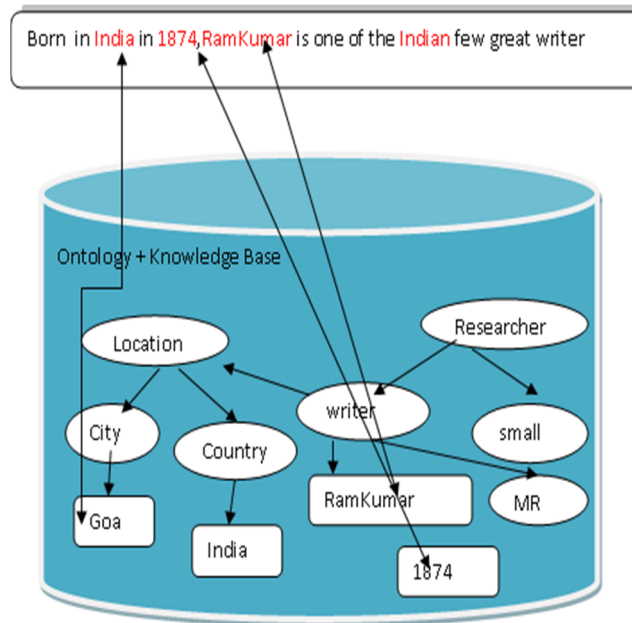 Born in India in 1874,RamKumar is one of the Indian few great writer
Ontology + Knowledge Base
Researcher
Location
writer
City
Country
small
RamKumar
MR
Goa
India
1874